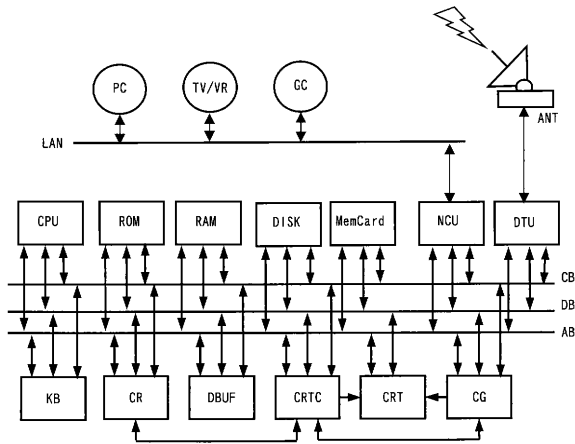 PC TV/VR GC
ANT
LAN
CPU ROM RAM DISK MemCard NCU DTU
CB
DB
AB
KB CR DBUF CRTC CRT CG